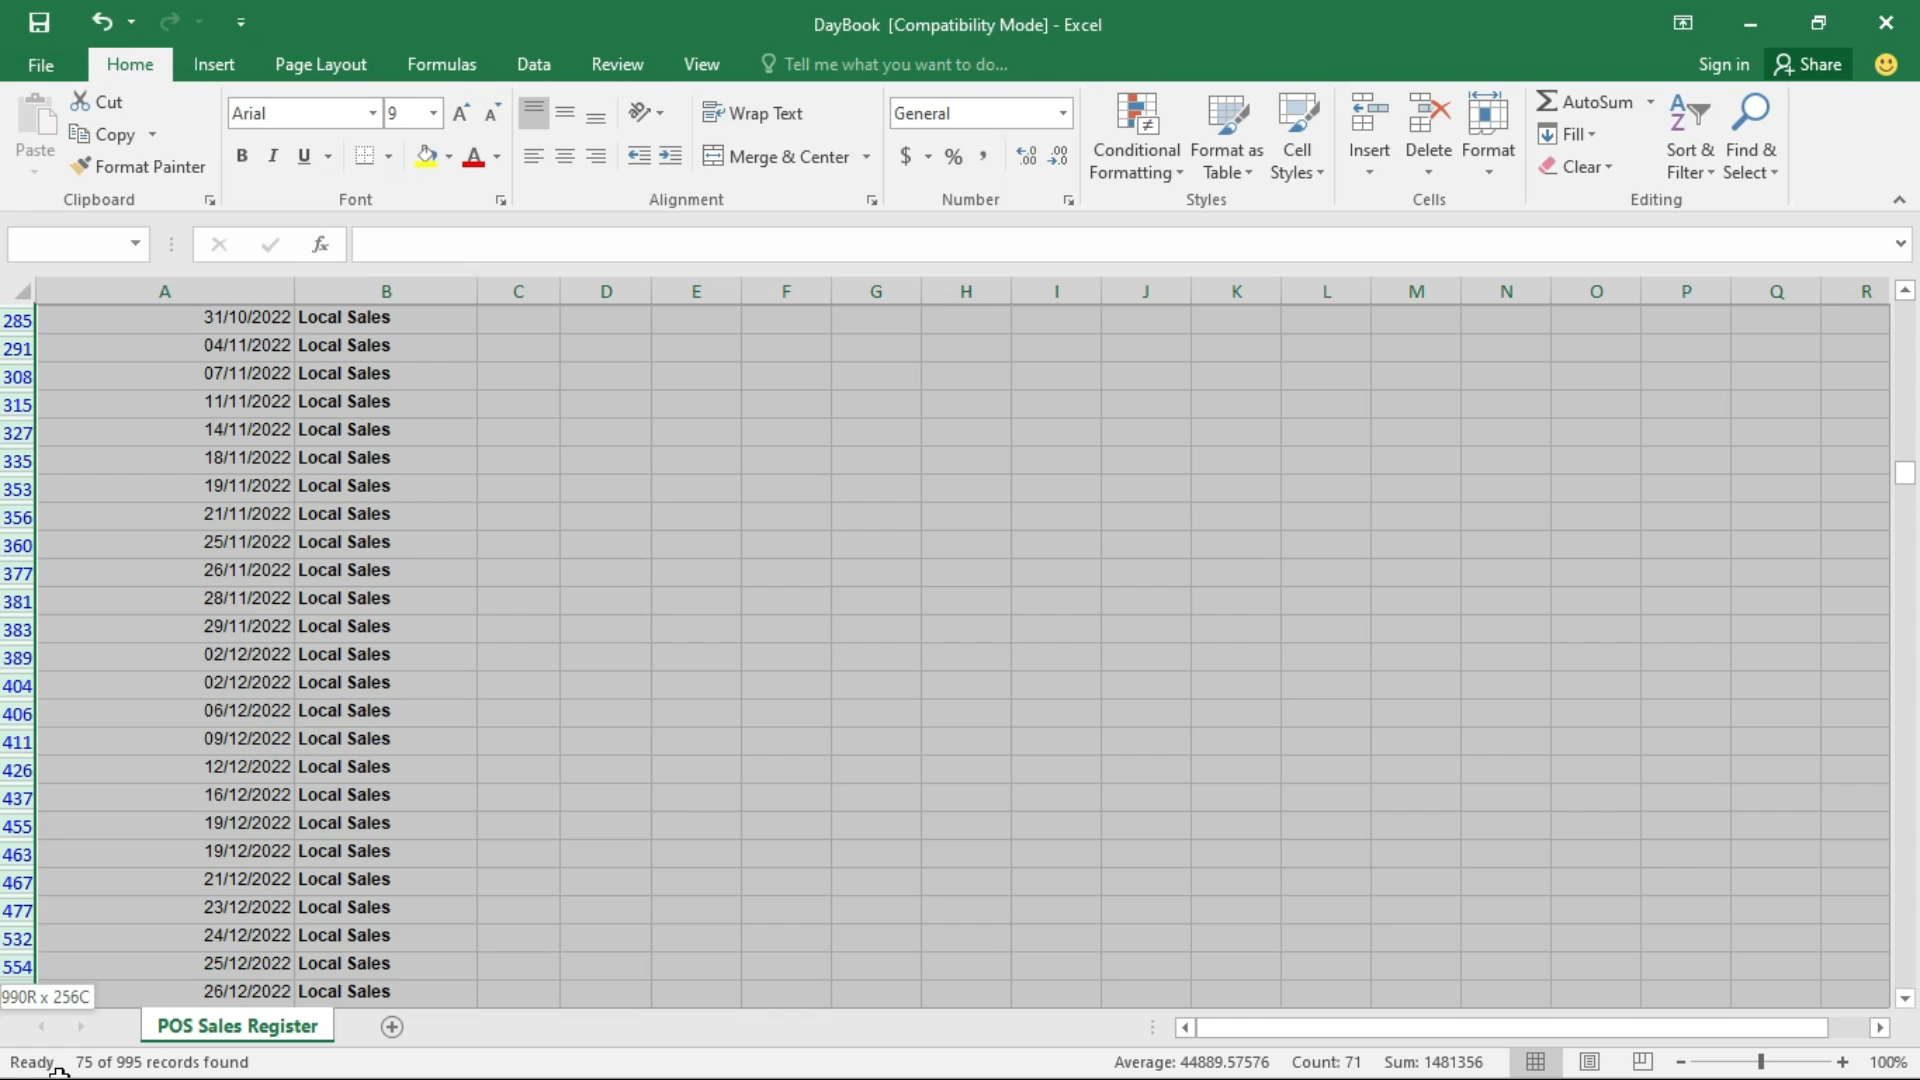 DayBook [Compatibility Mode] - Excel
File Home Insert Page Layout Formulas Data Review View Tell me what you want to do... Sign in Share
Paste Cut Copy Format Painter Clipboard
Arial 9 B I U A Font
Wrap Text Merge & Center Alignment
General $ % Number
Conditional Formatting Format as Table Cell Styles Styles
Insert Delete Format Cells
AutoSum Fill Clear Sort & Filter Find & Select Editing
fx
A B C D E F G H I J K L M N O P Q R
285 31/10/2022 Local Sales
291 04/11/2022 Local Sales
308 07/11/2022 Local Sales
315 11/11/2022 Local Sales
327 14/11/2022 Local Sales
335 18/11/2022 Local Sales
353 19/11/2022 Local Sales
356 21/11/2022 Local Sales
360 25/11/2022 Local Sales
377 26/11/2022 Local Sales
381 28/11/2022 Local Sales
383 29/11/2022 Local Sales
389 02/12/2022 Local Sales
404 02/12/2022 Local Sales
406 06/12/2022 Local Sales
411 09/12/2022 Local Sales
426 12/12/2022 Local Sales
437 16/12/2022 Local Sales
455 19/12/2022 Local Sales
463 19/12/2022 Local Sales
467 21/12/2022 Local Sales
477 23/12/2022 Local Sales
532 24/12/2022 Local Sales
554 25/12/2022 Local Sales
26/12/2022 Local Sales
990R x 256C
POS Sales Register
Ready 75 of 995 records found Average: 44889.57576 Count: 71 Sum: 1481356 100%